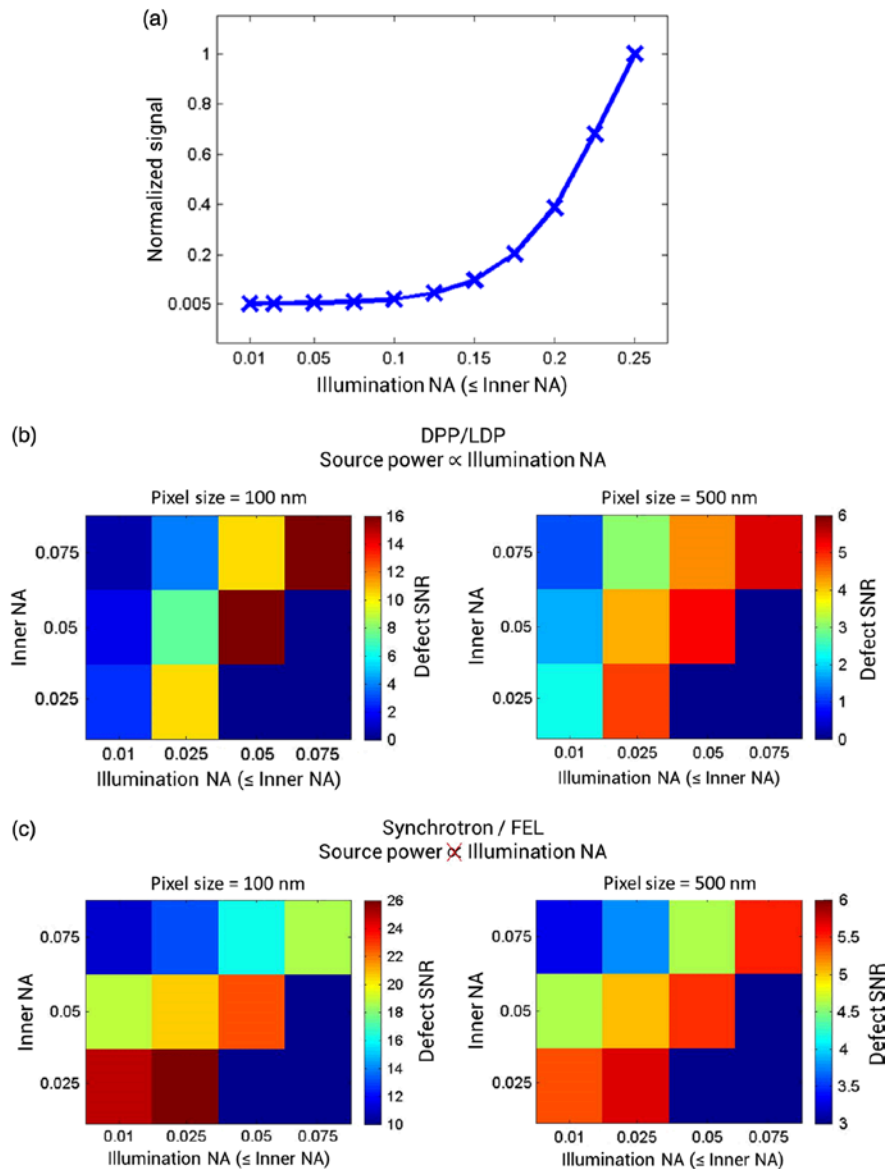 (a)
1
0.8
0.6
0.4
0.2
0.005
Normalized signal
0.01 0.05 0.1 0.15 0.2 0.25
Illumination NA (≤ Inner NA)
(b)
DPP/LDP
Source power ∝ Illumination NA
Pixel size = 100 nm
0.075
0.05
0.025
Inner NA
0.01 0.025 0.05 0.075
Illumination NA (≤ Inner NA)
16
14
12
10
8
6
4
2
0
Defect SNR
Pixel size = 500 nm
0.075
0.05
0.025
Inner NA
0.01 0.025 0.05 0.075
Illumination NA (≤ Inner NA)
6
5
4
3
2
1
0
Defect SNR
(c)
Synchrotron / FEL
Source power ∝ Illumination NA
Pixel size = 100 nm
0.075
0.05
0.025
Inner NA
0.01 0.025 0.05 0.075
Illumination NA (≤ Inner NA)
26
24
22
20
18
16
14
12
10
Defect SNR
Pixel size = 500 nm
0.075
0.05
0.025
Inner NA
0.01 0.025 0.05 0.075
Illumination NA (≤ Inner NA)
6
5.5
5
4.5
4
3.5
3
Defect SNR